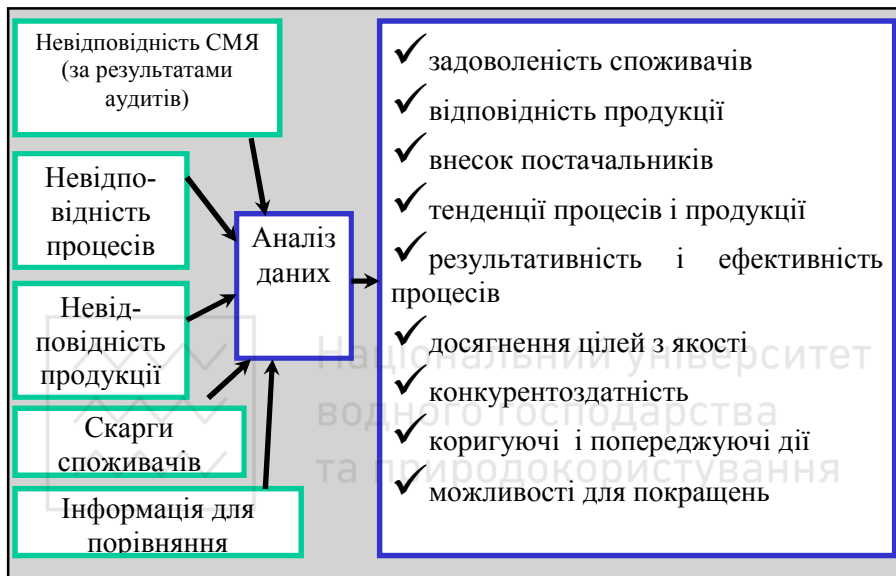 Невідповідність СМЯ
(за результатами
аудитів)
Невідпо-
відність
процесів
Невід-
повідність
продукції
Скарги
споживачів
Інформація для
порівняння
Аналіз
даних
✓ задоволеність споживачів
✓ відповідність продукції
✓ внесок постачальників
✓ тенденції процесів і продукції
✓ результативність і ефективність
процесів
✓ досягнення цілей з якості
✓ конкурентоздатність
✓ коригуючі і попереджуючі дії
✓ можливості для покращень
Національний університет
водного господарства
та природокористування